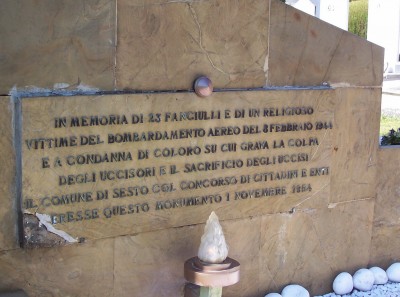 IN MEMORIA DI 23 FANCIULLI E DI UN RELIGIOSO
VITTIME DEL BOMBARDAMENTO AEREO DEL 8 FEBBRAIO 1944
E A CONDANNA DI COLORO SU CUI GRAVA LA COLPA
DEGLI UCCISORI E IL SACRIFICIO DEGLI UCCISI
IL COMUNE DI SESTO COL CONCORSO DI CITTADINI E ENTI
ERESSE QUESTO MONUMENTO 1 NOVEMBRE